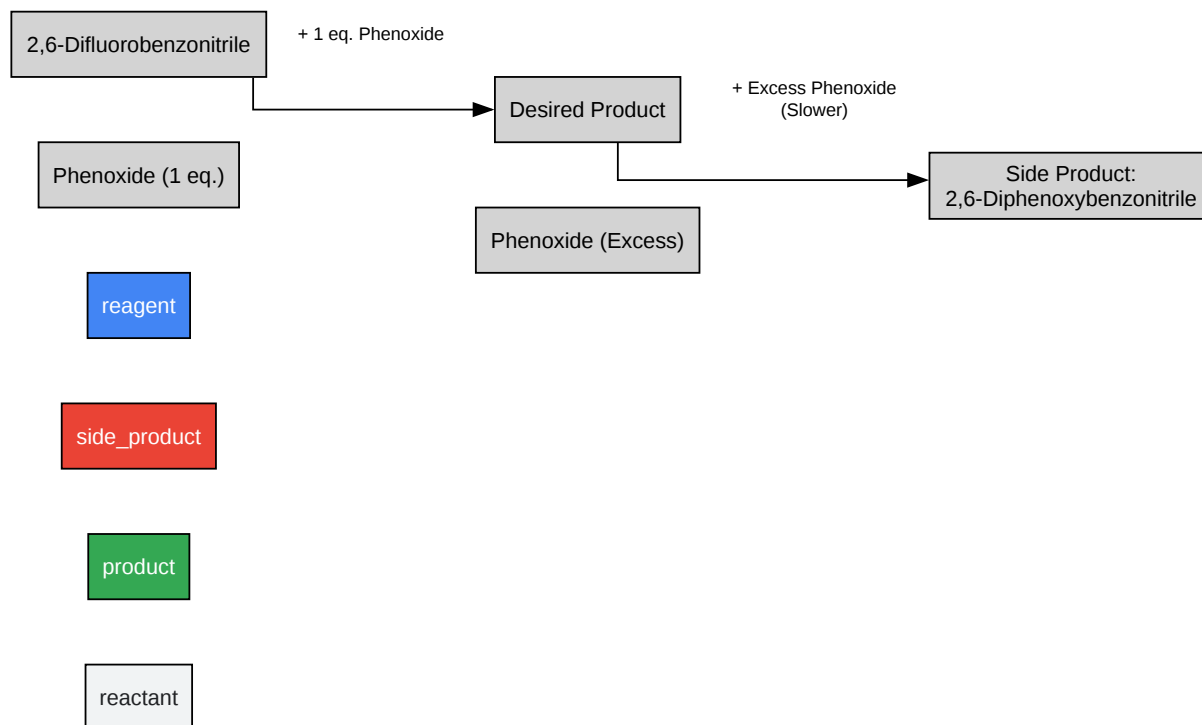 2,6-Difluorobenzonitrile
+ 1 eq. Phenoxide
Desired Product
+ Excess Phenoxide
(Slower)
Phenoxide (1 eq.)
Side Product:
2,6-Diphenoxybenzonitrile
Phenoxide (Excess)
reagent
side_product
product
reactant